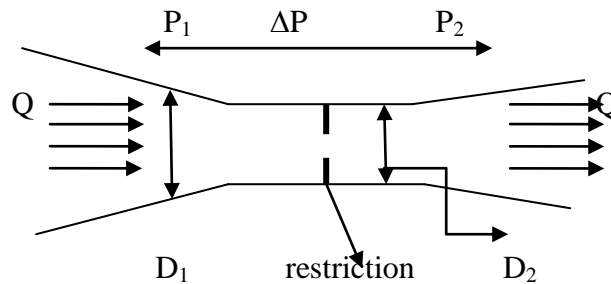 P₁ ΔP P₂
Q Q
D₁ restriction D₂